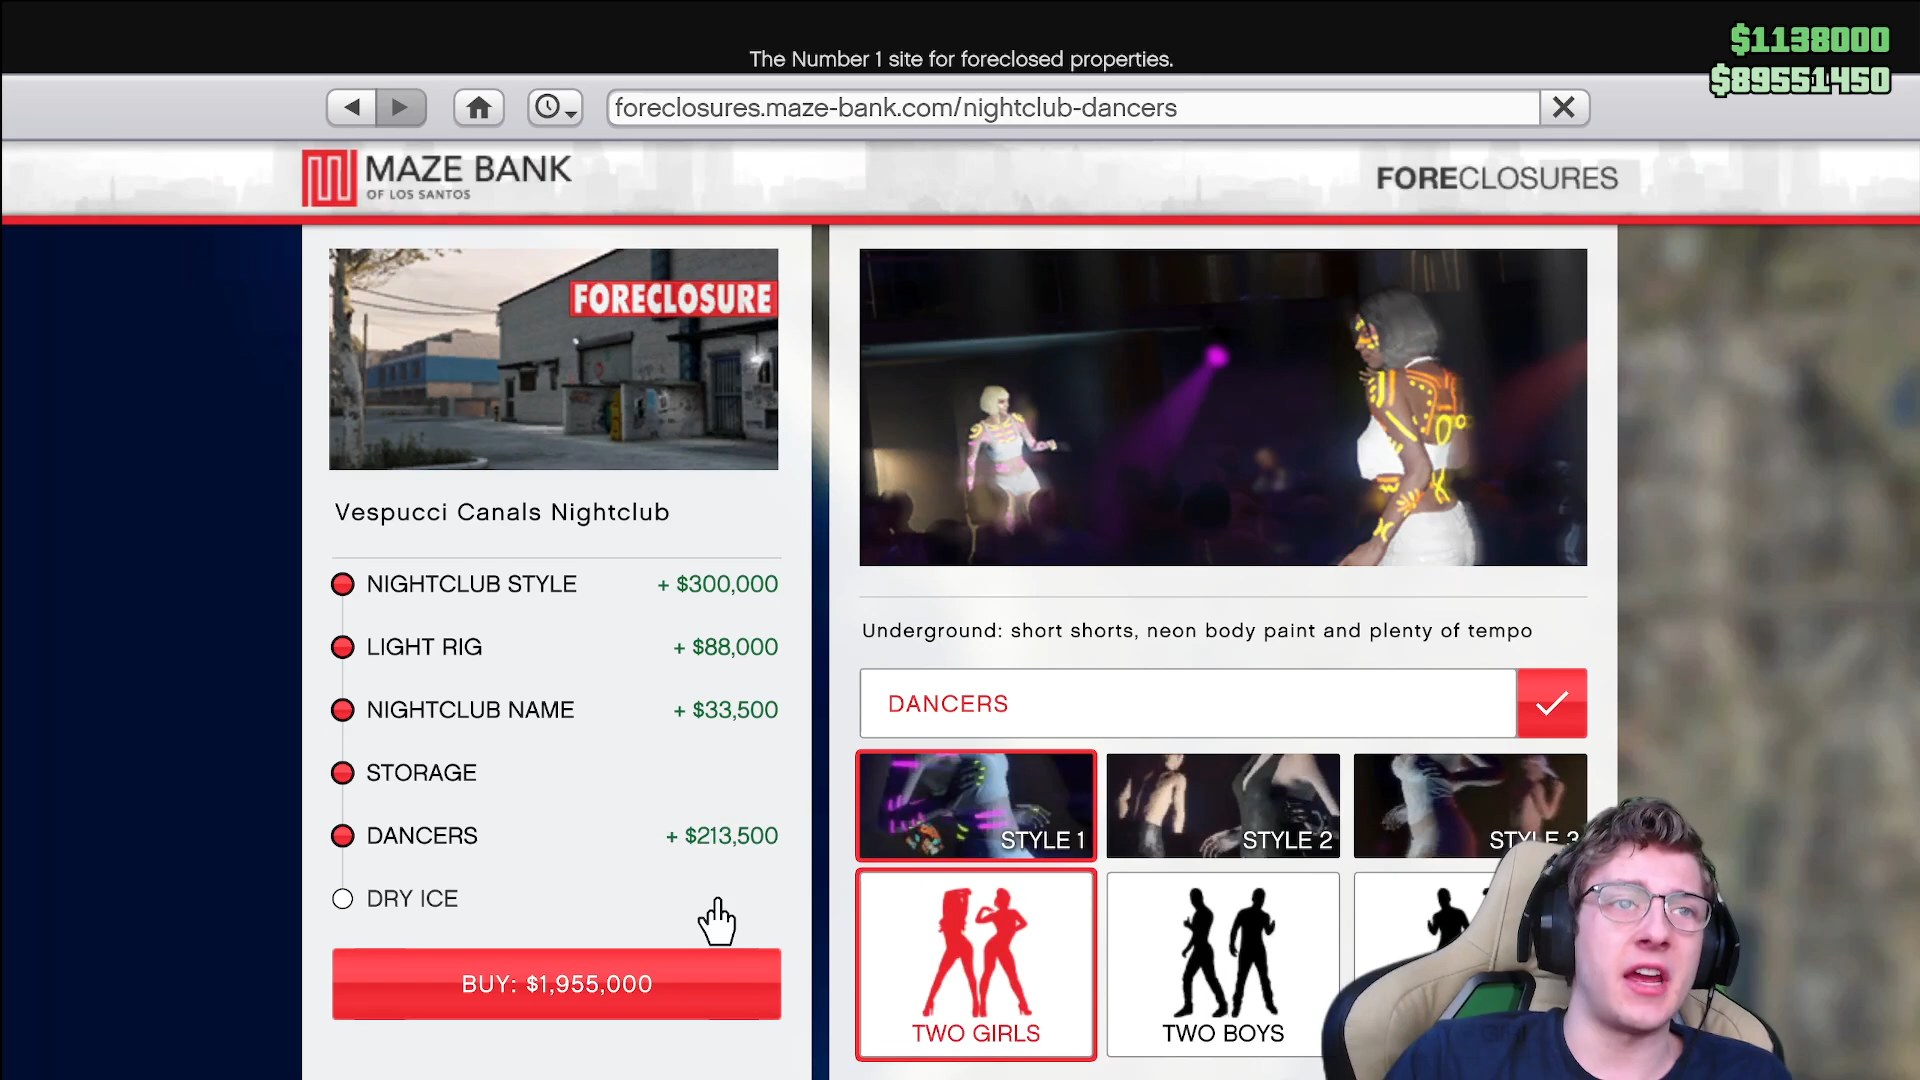 $1138000
The Number 1 site for foreclosed properties.
$89551450
foreclosures.maze-bank.com/nightclub-dancers
MAZE BANK
OF LOS SANTOS
FORECLOSURES
FORECLOSURE
Vespucci Canals Nightclub
NIGHTCLUB STYLE + $300,000
LIGHT RIG + $88,000
NIGHTCLUB NAME + $33,500
STORAGE
DANCERS + $213,500
DRY ICE
BUY: $1,955,000
Underground: short shorts, neon body paint and plenty of tempo
DANCERS
STYLE 1
STYLE 2
STYLE 3
TWO GIRLS
TWO BOYS